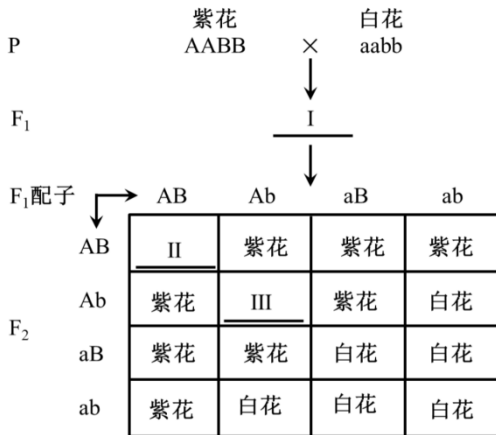 紫花 白花
P AABB × aabb
F₁ I
F₁配子 AB Ab aB ab
AB II 紫花 紫花 紫花
Ab 紫花 III 紫花 白花
F₂
aB 紫花 紫花 白花 白花
ab 紫花 白花 白花 白花